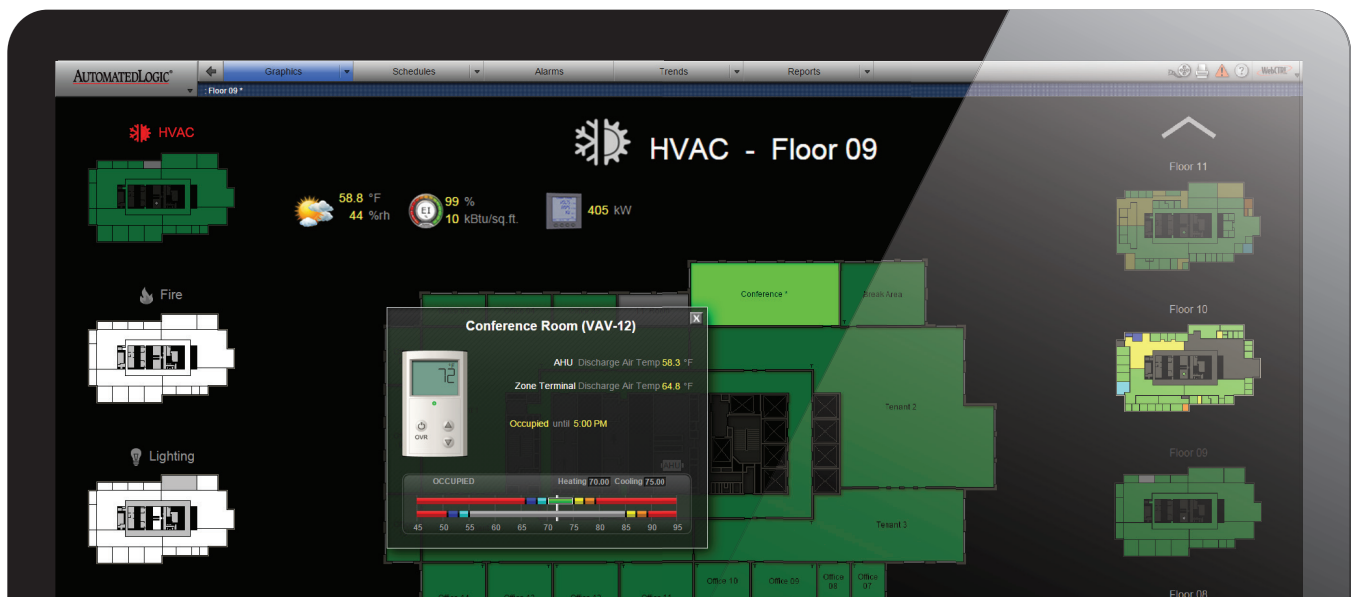 AUTOMATEDLOGIC®
Graphics
Schedules
Alarms
Trends
Reports
WebCTRL®
: Floor 09 *
HVAC
HVAC - Floor 09
58.8 °F
44 %rh
EI
99 %
10 kBtu/sq.ft.
405 kW
Floor 11
Fire
Floor 10
Conference *
Break Area
Conference Room (VAV-12)
X
72
AHU Discharge Air Temp 58.3 °F
Zone Terminal Discharge Air Temp 64.8 °F
OVR
Occupied until 5:00 PM
Tenant 2
Lighting
Floor 09
OCCUPIED
Heating 70.00 Cooling 75.00
45 50 55 60 65 70 75 80 85 90 95
Tenant 3
Office 10
Office 09
Office 08
Office 07
Floor 08